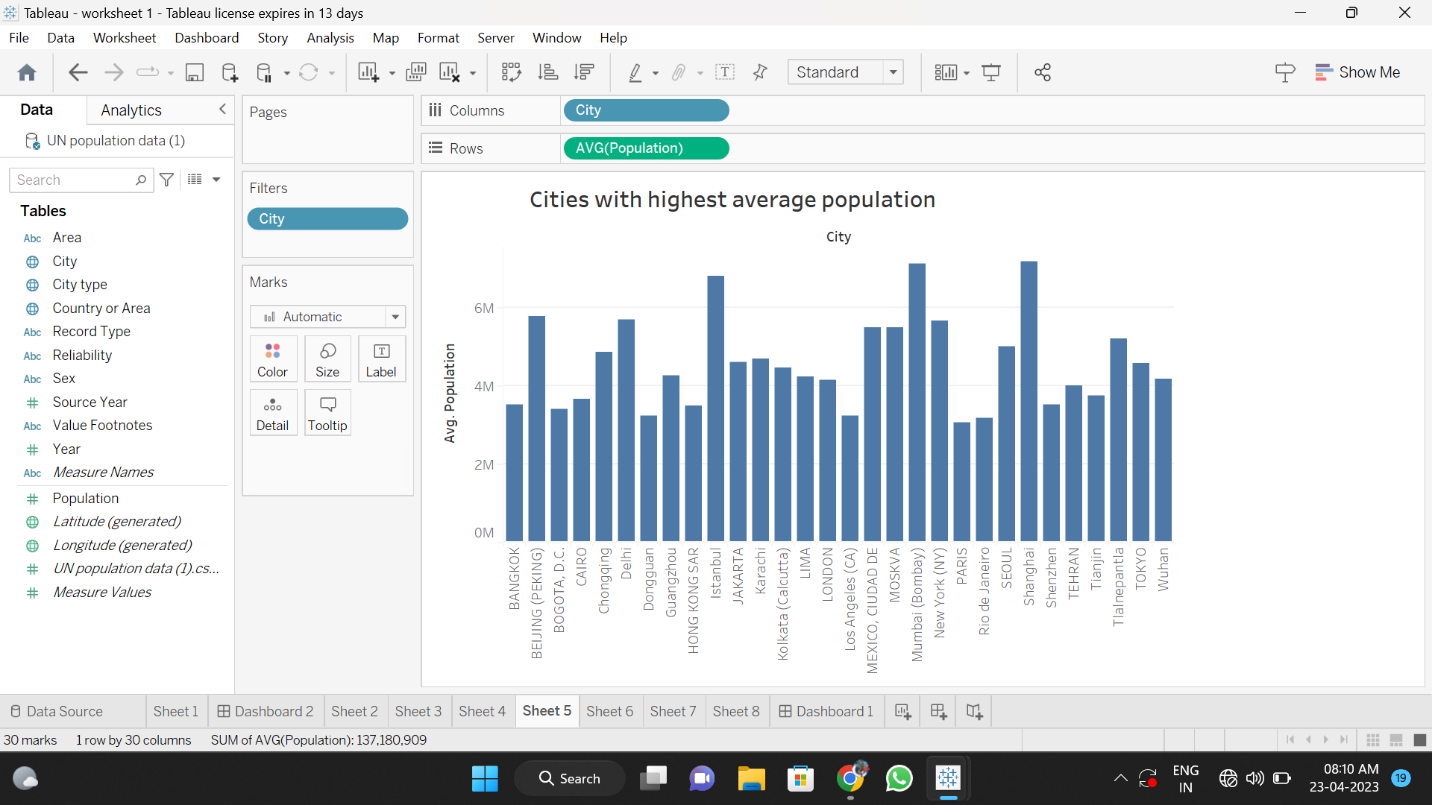 Tableau - worksheet 1 - Tableau license expires in 13 days
File Data Worksheet Dashboard Story Analysis Map Format Server Window Help
Standard
Show Me
Data
Analytics
UN population data (1)
Search
Tables
Abc Area
City
City type
Country or Area
Abc Record Type
Abc Reliability
Abc Sex
# Source Year
Abc Value Footnotes
# Year
Abc Measure Names
# Population
Latitude (generated)
Longitude (generated)
# UN population data (1).cs...
# Measure Values
Pages
Filters
City
Marks
Automatic
Color Size Label
Detail Tooltip
Columns City
Rows AVG(Population)
Cities with highest average population
City
Avg. Population
6M
4M
2M
0M
BANGKOK
BEIJING (PEKING)
BOGOTA, D.C.
CAIRO
Chongqing
Delhi
Dongguan
Guangzhou
HONG KONG SAR
Istanbul
JAKARTA
Karachi
Kolkata (Calcutta)
LIMA
LONDON
Los Angeles (CA)
MEXICO, CIUDAD DE
MOSKVA
Mumbai (Bombay)
New York (NY)
PARIS
Rio de Janeiro
SEOUL
Shanghai
Shenzhen
TEHRAN
Tianjin
Tlalnepantla
TOKYO
Wuhan
Data Source Sheet 1 Dashboard 2 Sheet 2 Sheet 3 Sheet 4 Sheet 5 Sheet 6 Sheet 7 Sheet 8 Dashboard 1
30 marks 1 row by 30 columns SUM of AVG(Population): 137,180,909
Search
ENG
IN
08:10 AM
23-04-2023
19